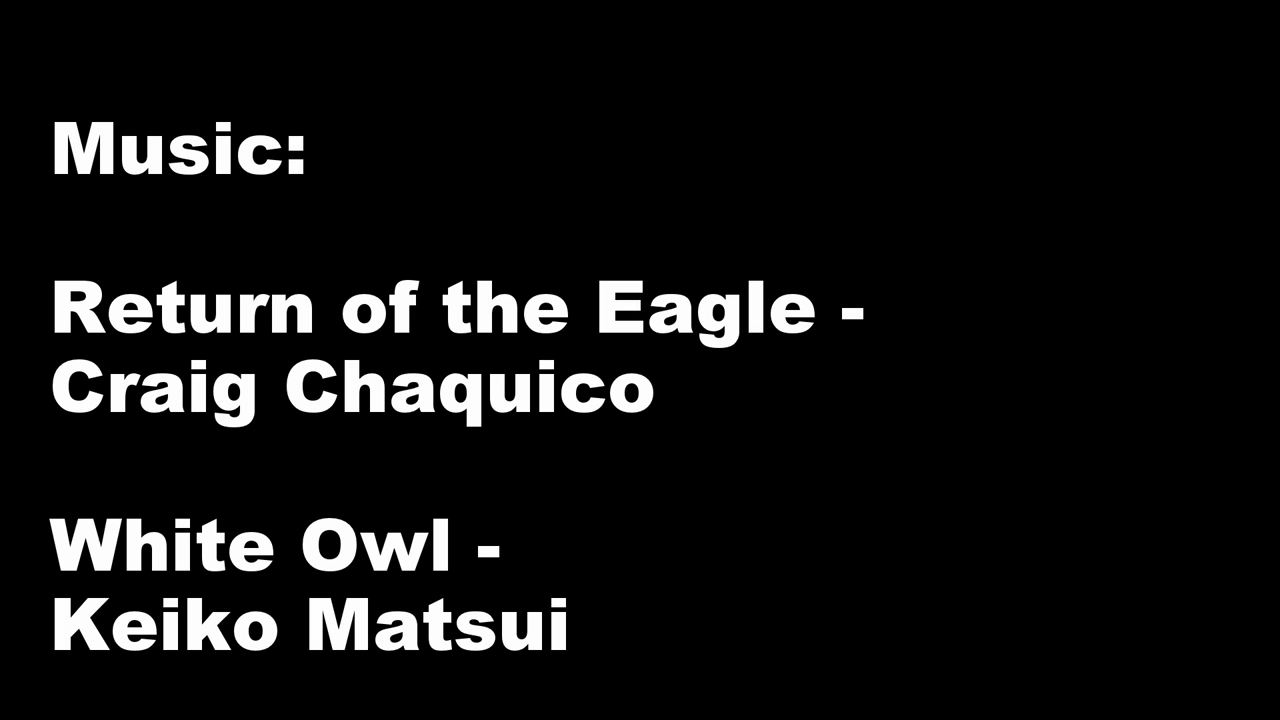 Music:
Return of the Eagle -
Craig Chaquico
White Owl -
Keiko Matsui